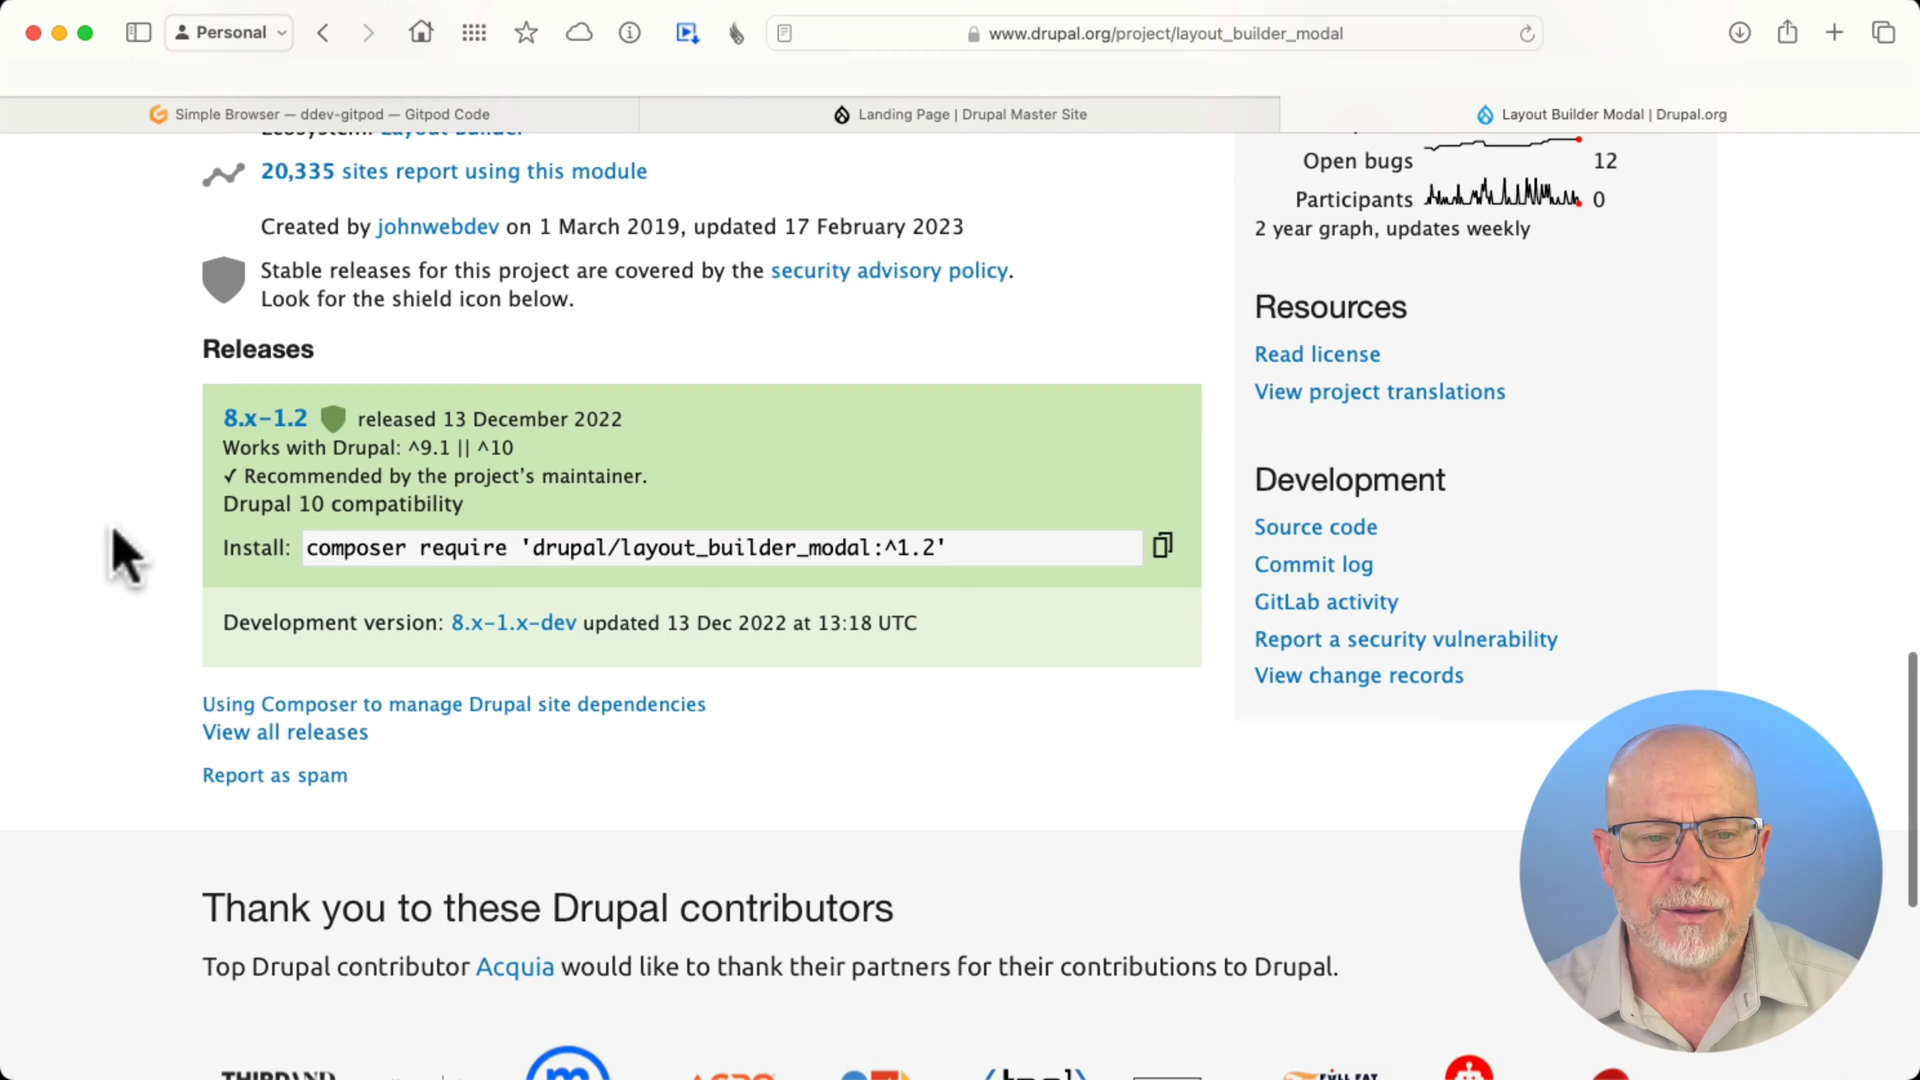 Personal
www.drupal.org/project/layout_builder_modal
Simple Browser — ddev-gitpod — Gitpod Code
Landing Page | Drupal Master Site
Layout Builder Modal | Drupal.org
Ecosystem: Layout Builder
20,335 sites report using this module
Created by johnwebdev on 1 March 2019, updated 17 February 2023
Stable releases for this project are covered by the security advisory policy.
Look for the shield icon below.
Releases
8.x-1.2 released 13 December 2022
Works with Drupal: ^9.1 || ^10
✓ Recommended by the project's maintainer.
Drupal 10 compatibility
Install: composer require 'drupal/layout_builder_modal:^1.2'
Development version: 8.x-1.x-dev updated 13 Dec 2022 at 13:18 UTC
Using Composer to manage Drupal site dependencies
View all releases
Report as spam
Open bugs 12
Participants 0
2 year graph, updates weekly
Resources
Read license
View project translations
Development
Source code
Commit log
GitLab activity
Report a security vulnerability
View change records
Thank you to these Drupal contributors
Top Drupal contributor Acquia would like to thank their partners for their contributions to Drupal.